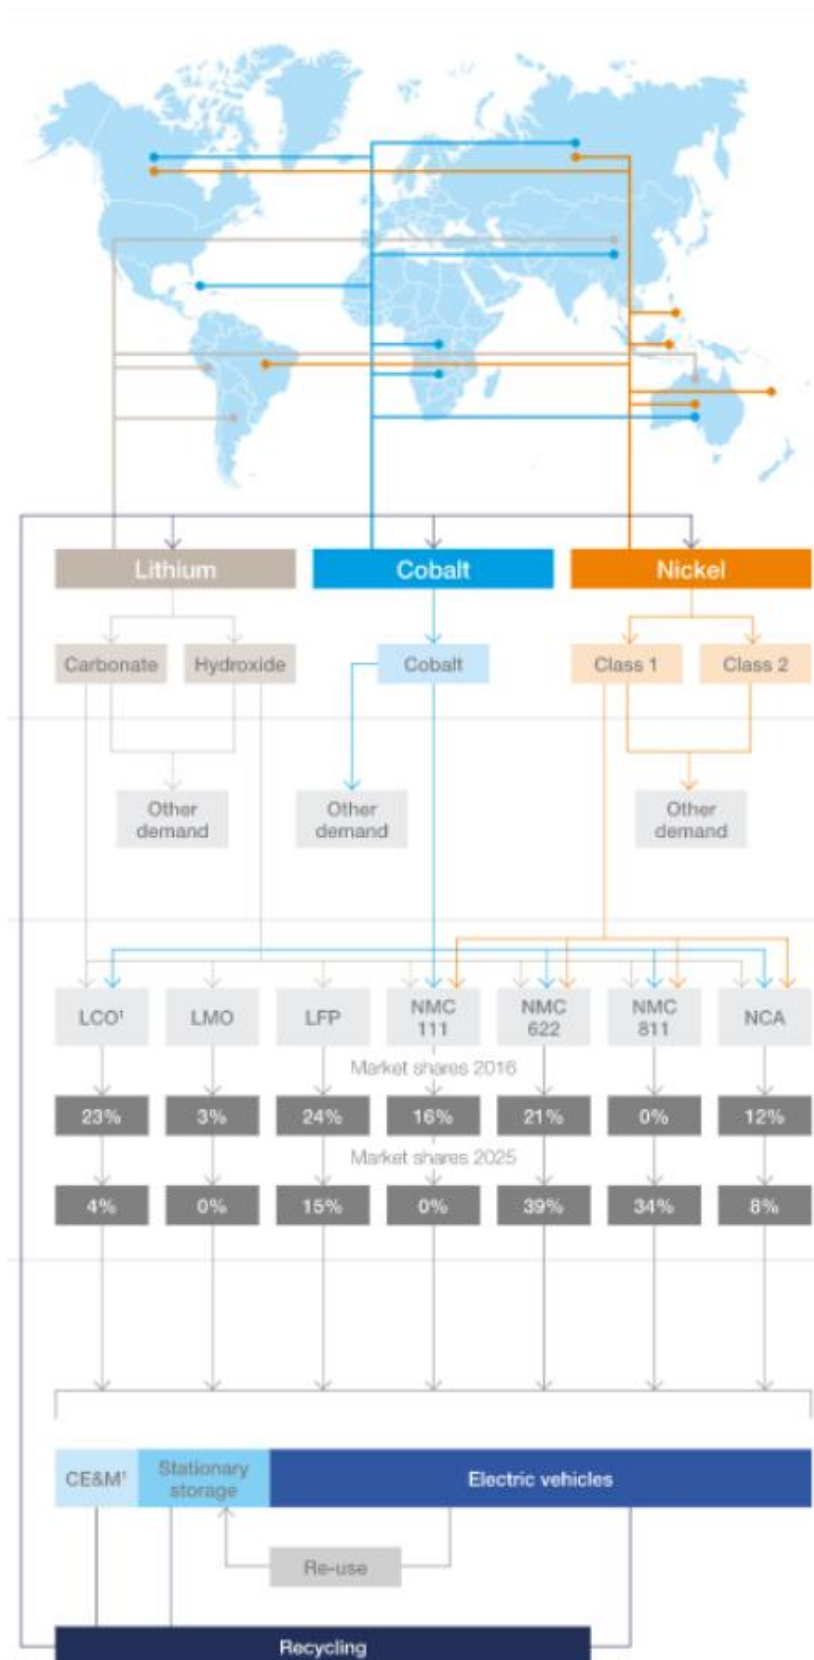 Lithium
Cobalt
Nickel
Carbonate
Hydroxide
Cobalt
Class 1
Class 2
Other
demand
Other
demand
Other
demand
LCO¹
LMO
LFP
NMC
111
NMC
622
NMC
811
NCA
Market shares 2016
23%
3%
24%
16%
21%
0%
12%
Market shares 2025
4%
0%
15%
0%
39%
34%
8%
CE&M¹
Stationary
storage
Electric vehicles
Re-use
Recycling